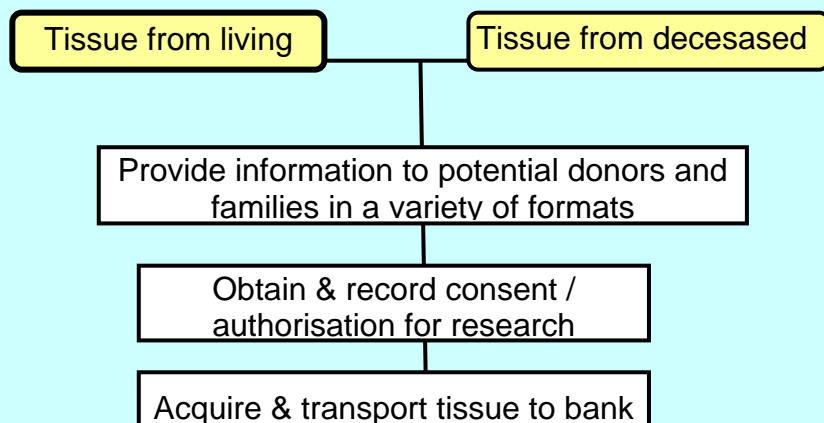 Tissue from living
Tissue from decesased
Provide information to potential donors and
families in a variety of formats
Obtain & record consent /
authorisation for research
Acquire & transport tissue to bank